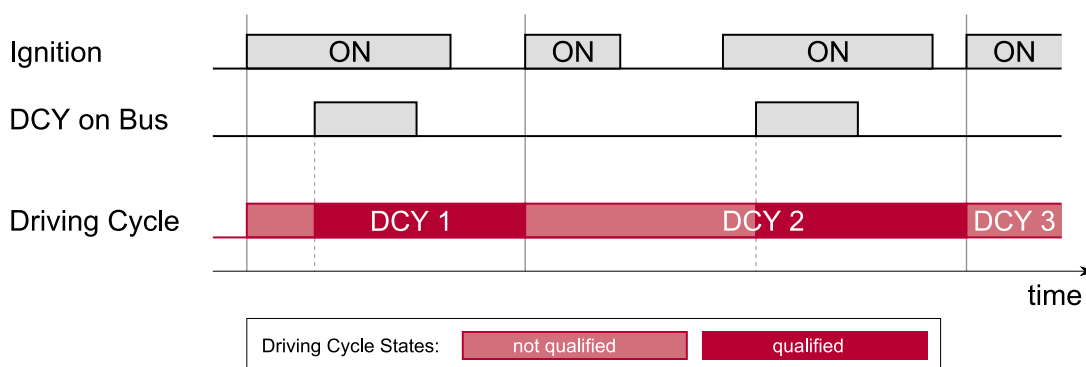 Ignition
ON
ON
ON
ON
DCY on Bus
Driving Cycle
DCY 1
DCY 2
DCY 3
time
Driving Cycle States:
not qualified
qualified